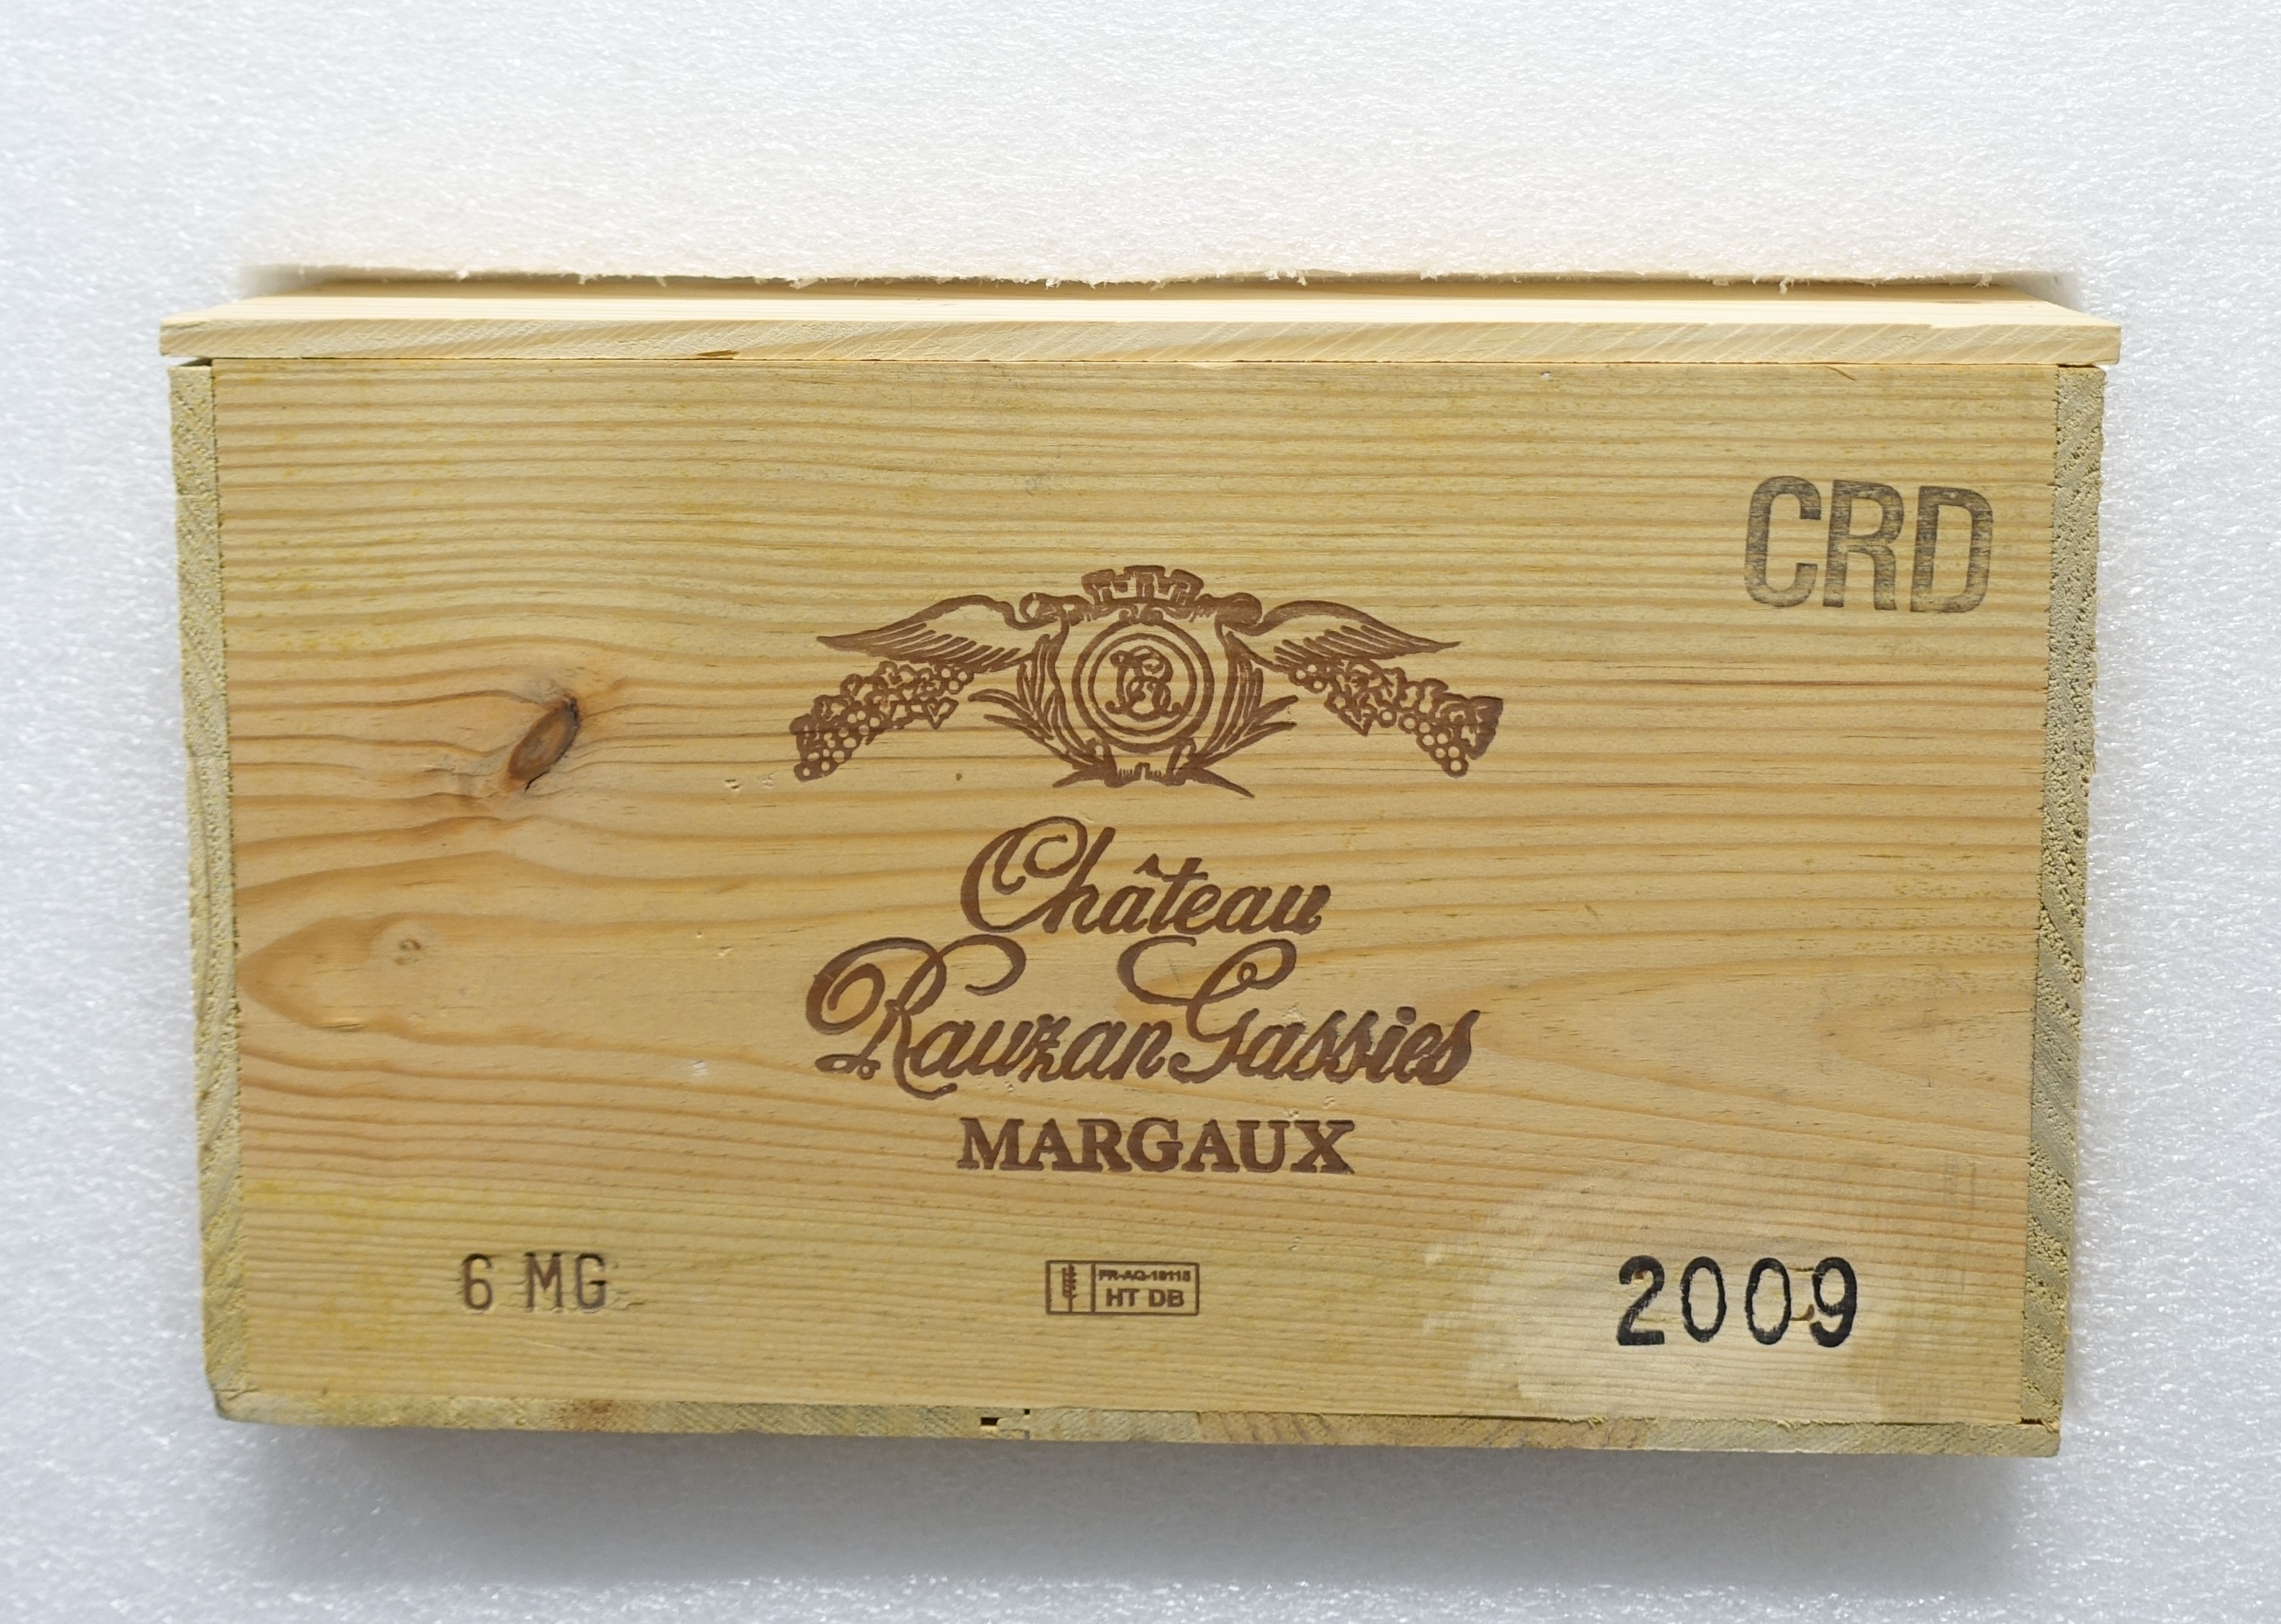 CRD
Château
Rauzan Gassies
MARGAUX
6 MG
HT DB
2009